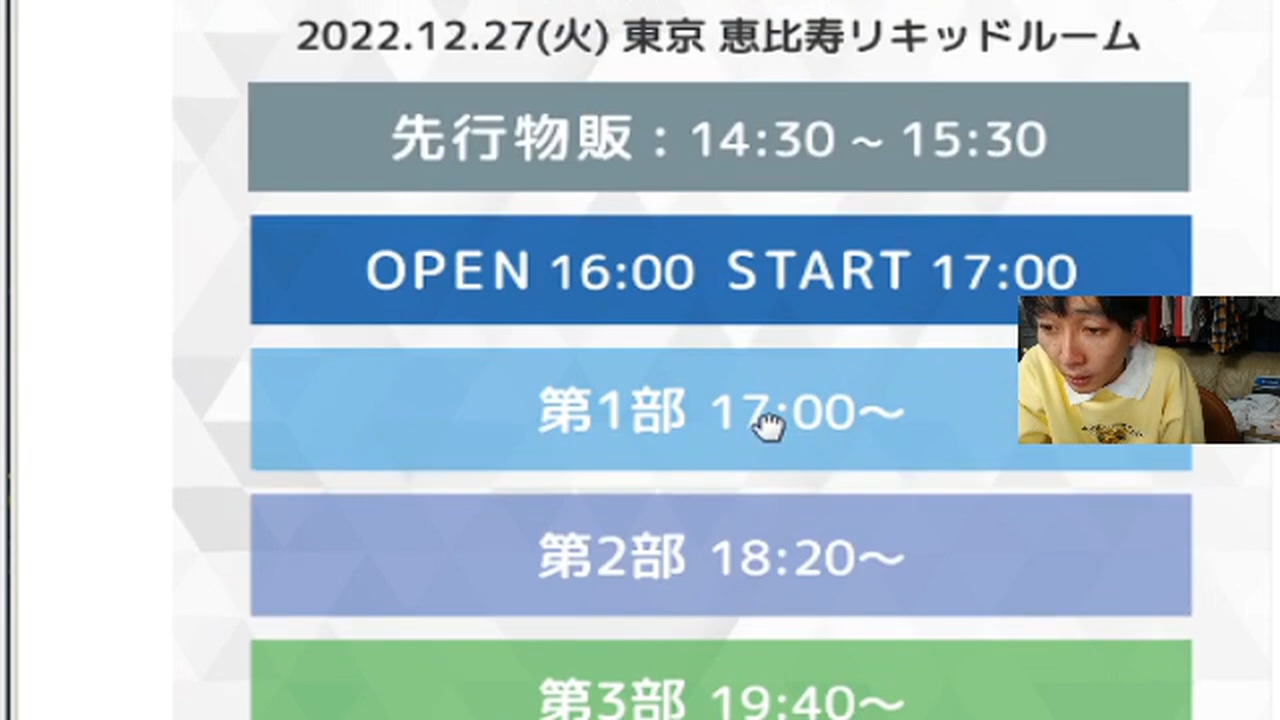 2022.12.27(火) 東京 恵比寿リキッドルーム
先行物販：14:30 ~ 15:30
OPEN 16:00 START 17:00
第1部 17:00〜
第2部 18:20〜
第3部 19:40〜